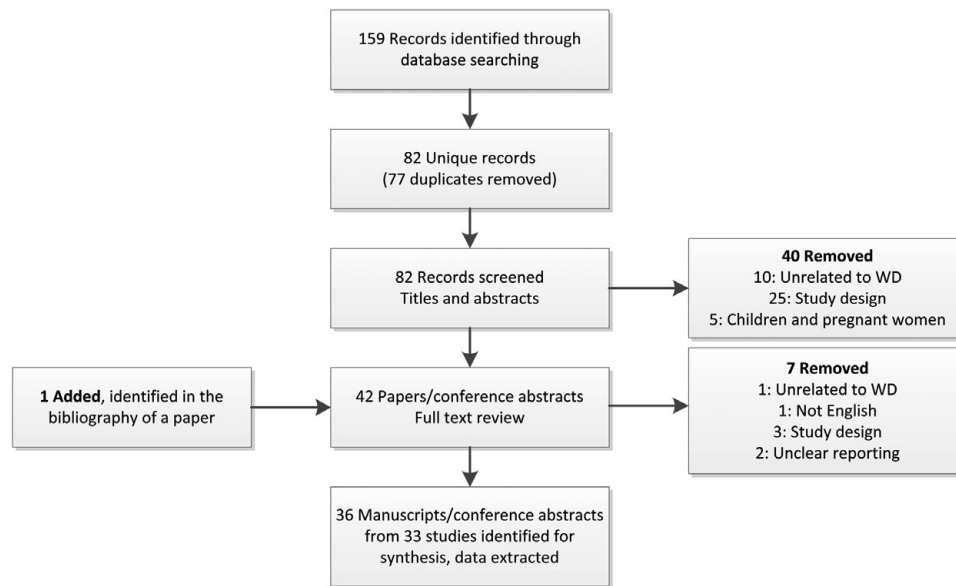 159 Records identified through
database searching
82 Unique records
(77 duplicates removed)
82 Records screened
Titles and abstracts
40 Removed
10: Unrelated to WD
25: Study design
5: Children and pregnant women
1 Added, identified in the
bibliography of a paper
42 Papers/conference abstracts
Full text review
7 Removed
1: Unrelated to WD
1: Not English
3: Study design
2: Unclear reporting
36 Manuscripts/conference abstracts
from 33 studies identified for
synthesis, data extracted